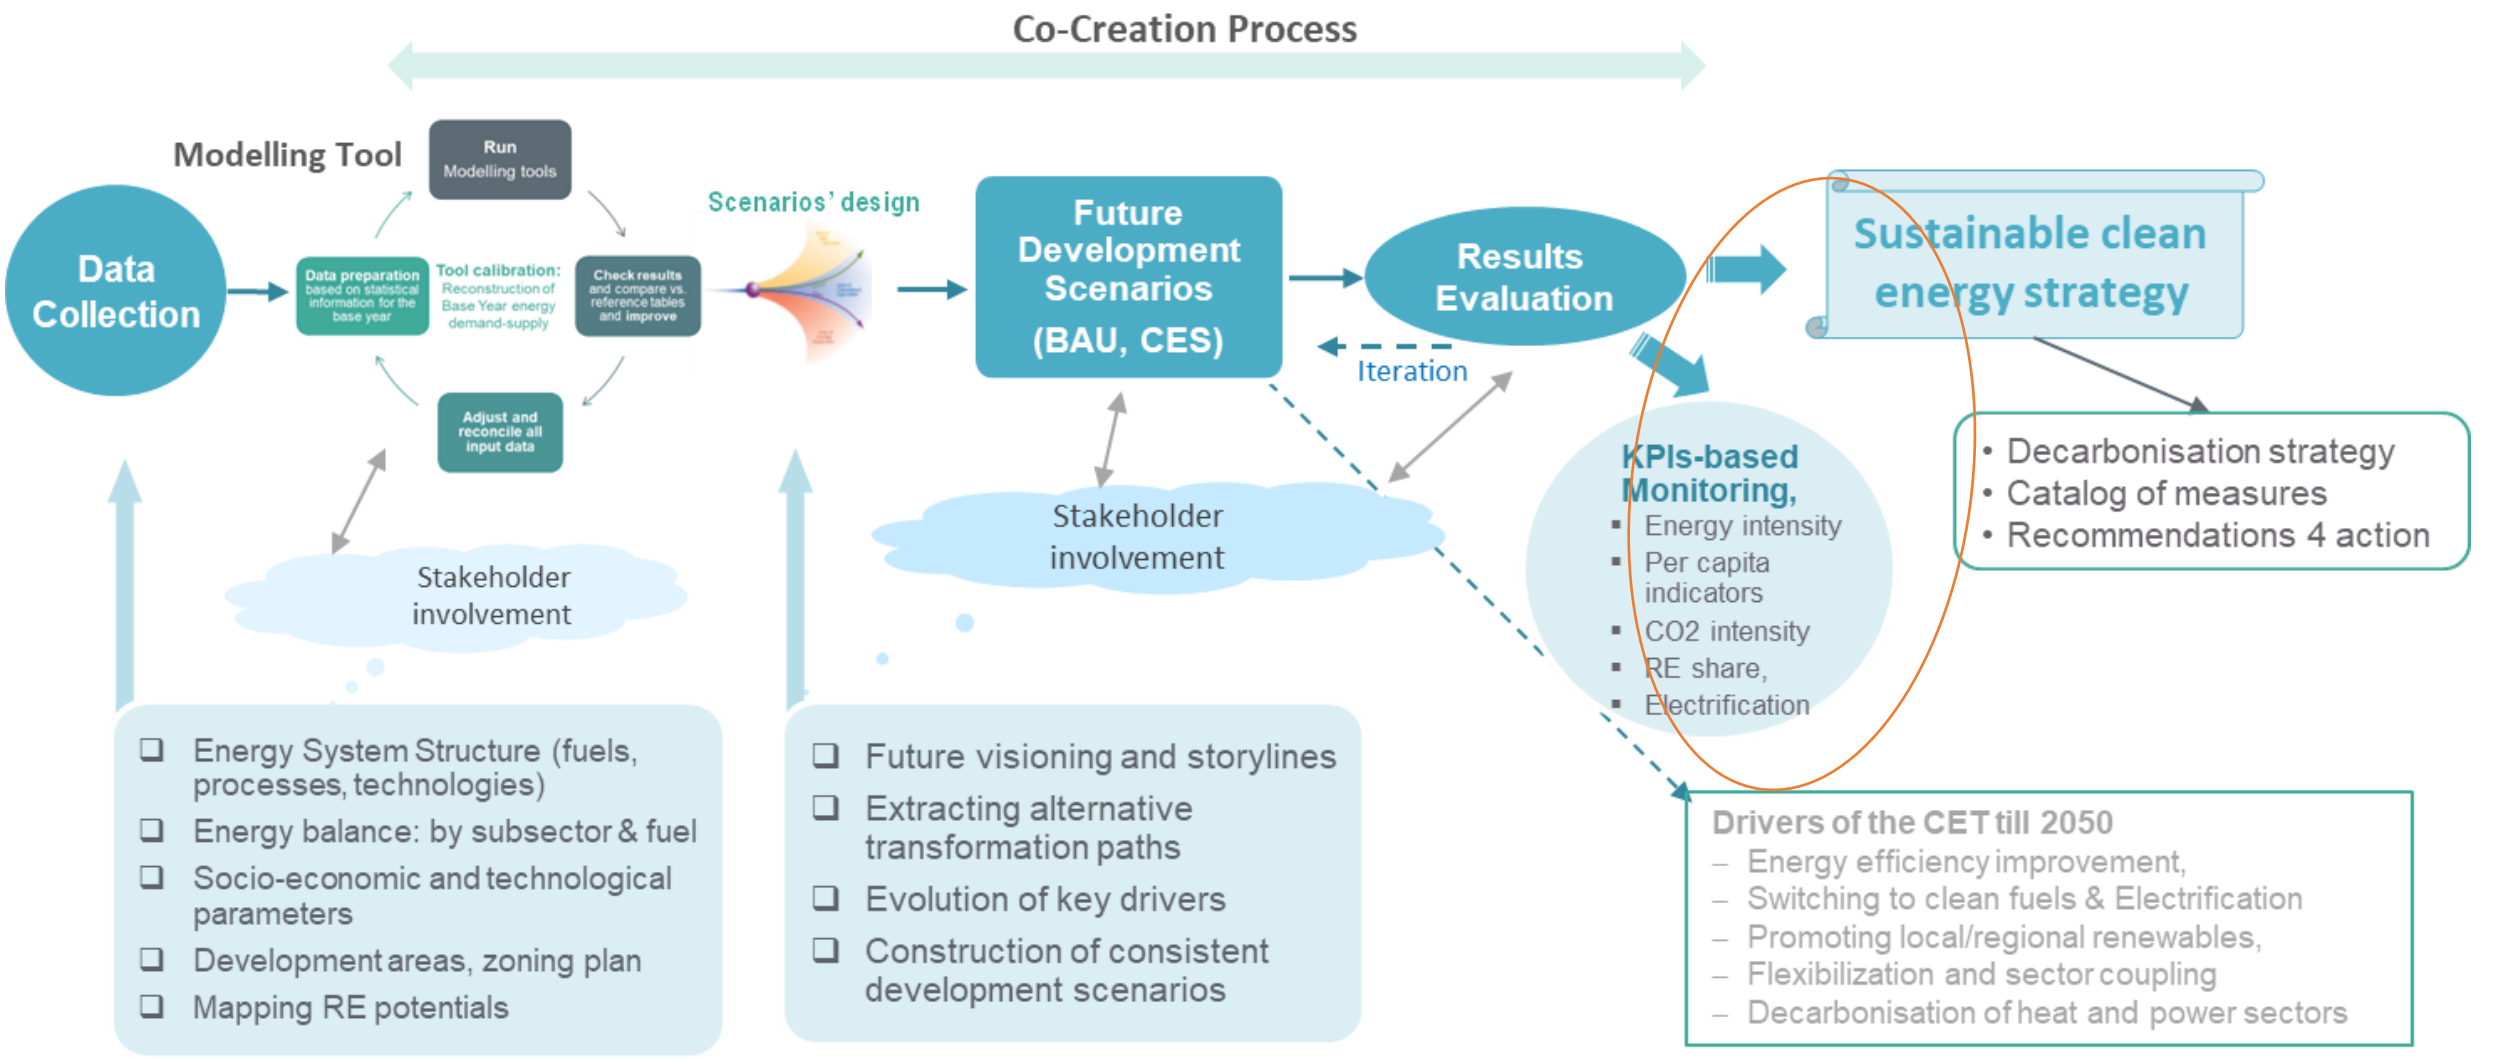 Co-Creation Process
Modelling Tool
Run
Modelling tools
Data
Collection
Data preparation
based on statistical
information for the
base year
Tool calibration:
Reconstruction of
Base Year energy
demand-supply
Check results
and compare vs.
reference tables
and improve
Adjust and
reconcile all
input data
Scenarios’ design
Future
Development
Scenarios
(BAU, CES)
Results
Evaluation
Iteration
Sustainable clean
energy strategy
• Decarbonisation strategy
• Catalog of measures
• Recommendations 4 action
KPIs-based
Monitoring,
▪ Energy intensity
▪ Per capita
indicators
▪ CO2 intensity
▪ RE share,
▪ Electrification
Stakeholder
involvement
Stakeholder
involvement
❑ Energy System Structure (fuels,
processes, technologies)
❑ Energy balance: by subsector & fuel
❑ Socio-economic and technological
parameters
❑ Development areas, zoning plan
❑ Mapping RE potentials
❑ Future visioning and storylines
❑ Extracting alternative
transformation paths
❑ Evolution of key drivers
❑ Construction of consistent
development scenarios
Drivers of the CET till 2050
– Energy efficiency improvement,
– Switching to clean fuels & Electrification
– Promoting local/regional renewables,
– Flexibilization and sector coupling
– Decarbonisation of heat and power sectors